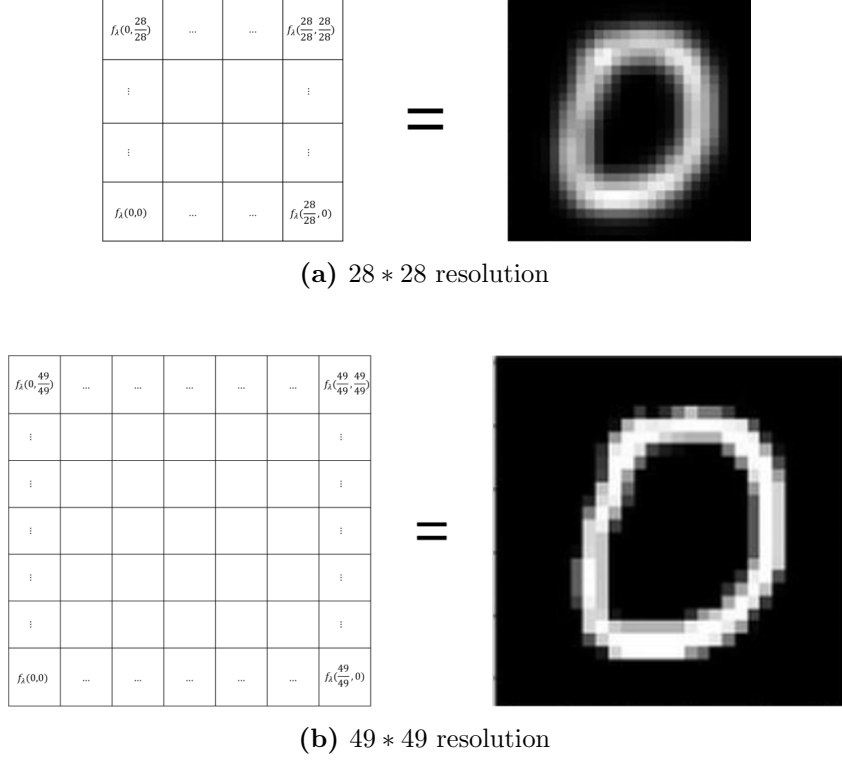 f_λ(0, 28/28) ... ... f_λ(28/28, 28/28)
⋮ ⋮
⋮ ⋮
f_λ(0,0) ... ... f_λ(28/28, 0)
=
(a) 28 * 28 resolution
f_λ(0, 49/49) ... ... ... ... ... f_λ(49/49, 49/49)
⋮ ⋮
⋮ ⋮
⋮ ⋮
⋮ ⋮
⋮ ⋮
f_λ(0,0) ... ... ... ... ... f_λ(49/49, 0)
=
(b) 49 * 49 resolution